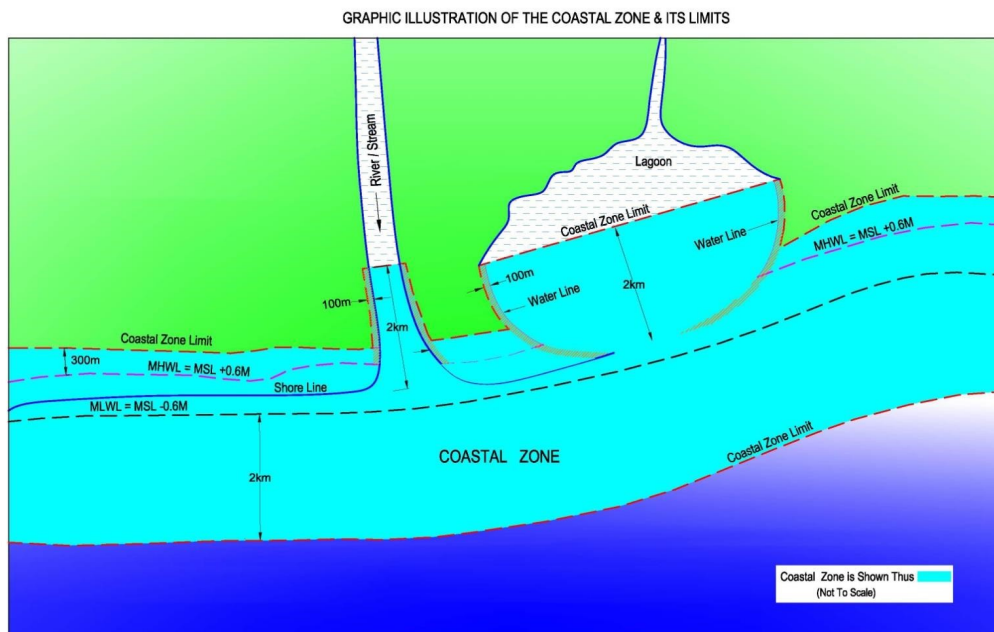 GRAPHIC ILLUSTRATION OF THE COASTAL ZONE & ITS LIMITS
River / Stream
Lagoon
Coastal Zone Limit
Water Line
Coastal Zone Limit
MHWL = MSL +0.6M
100m
Water Line
2km
100m
2km
Coastal Zone Limit
300m
MHWL = MSL +0.6M
Shore Line
MLWL = MSL -0.6M
COASTAL ZONE
Coastal Zone Limit
2km
Coastal Zone is Shown Thus
(Not To Scale)